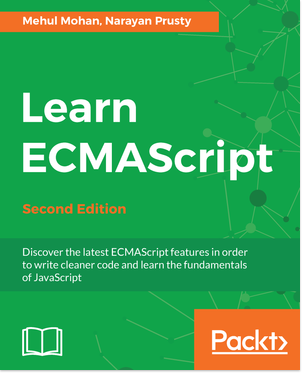 Mehul Mohan, Narayan Prusty
Learn
ECMAScript
Second Edition
Discover the latest ECMAScript features in order
to write cleaner code and learn the fundamentals
of JavaScript
Packt>